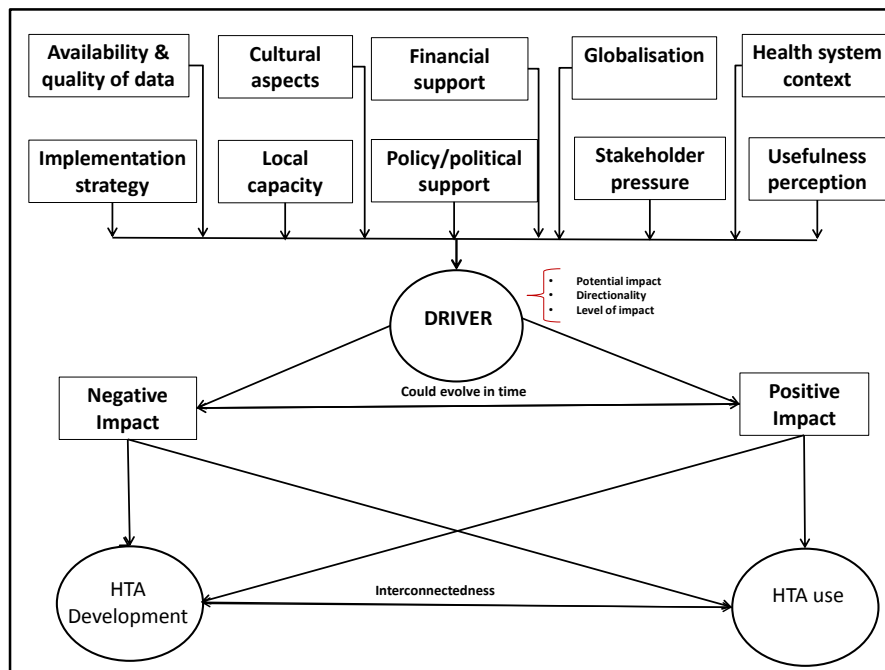 Availability &
quality of data
Cultural
aspects
Financial
support
Globalisation
Health system
context
Implementation
strategy
Local
capacity
Policy/political
support
Stakeholder
pressure
Usefulness
perception
DRIVER
• Potential impact
• Directionality
• Level of impact
Negative
Impact
Could evolve in time
Positive
Impact
HTA
Development
Interconnectedness
HTA use